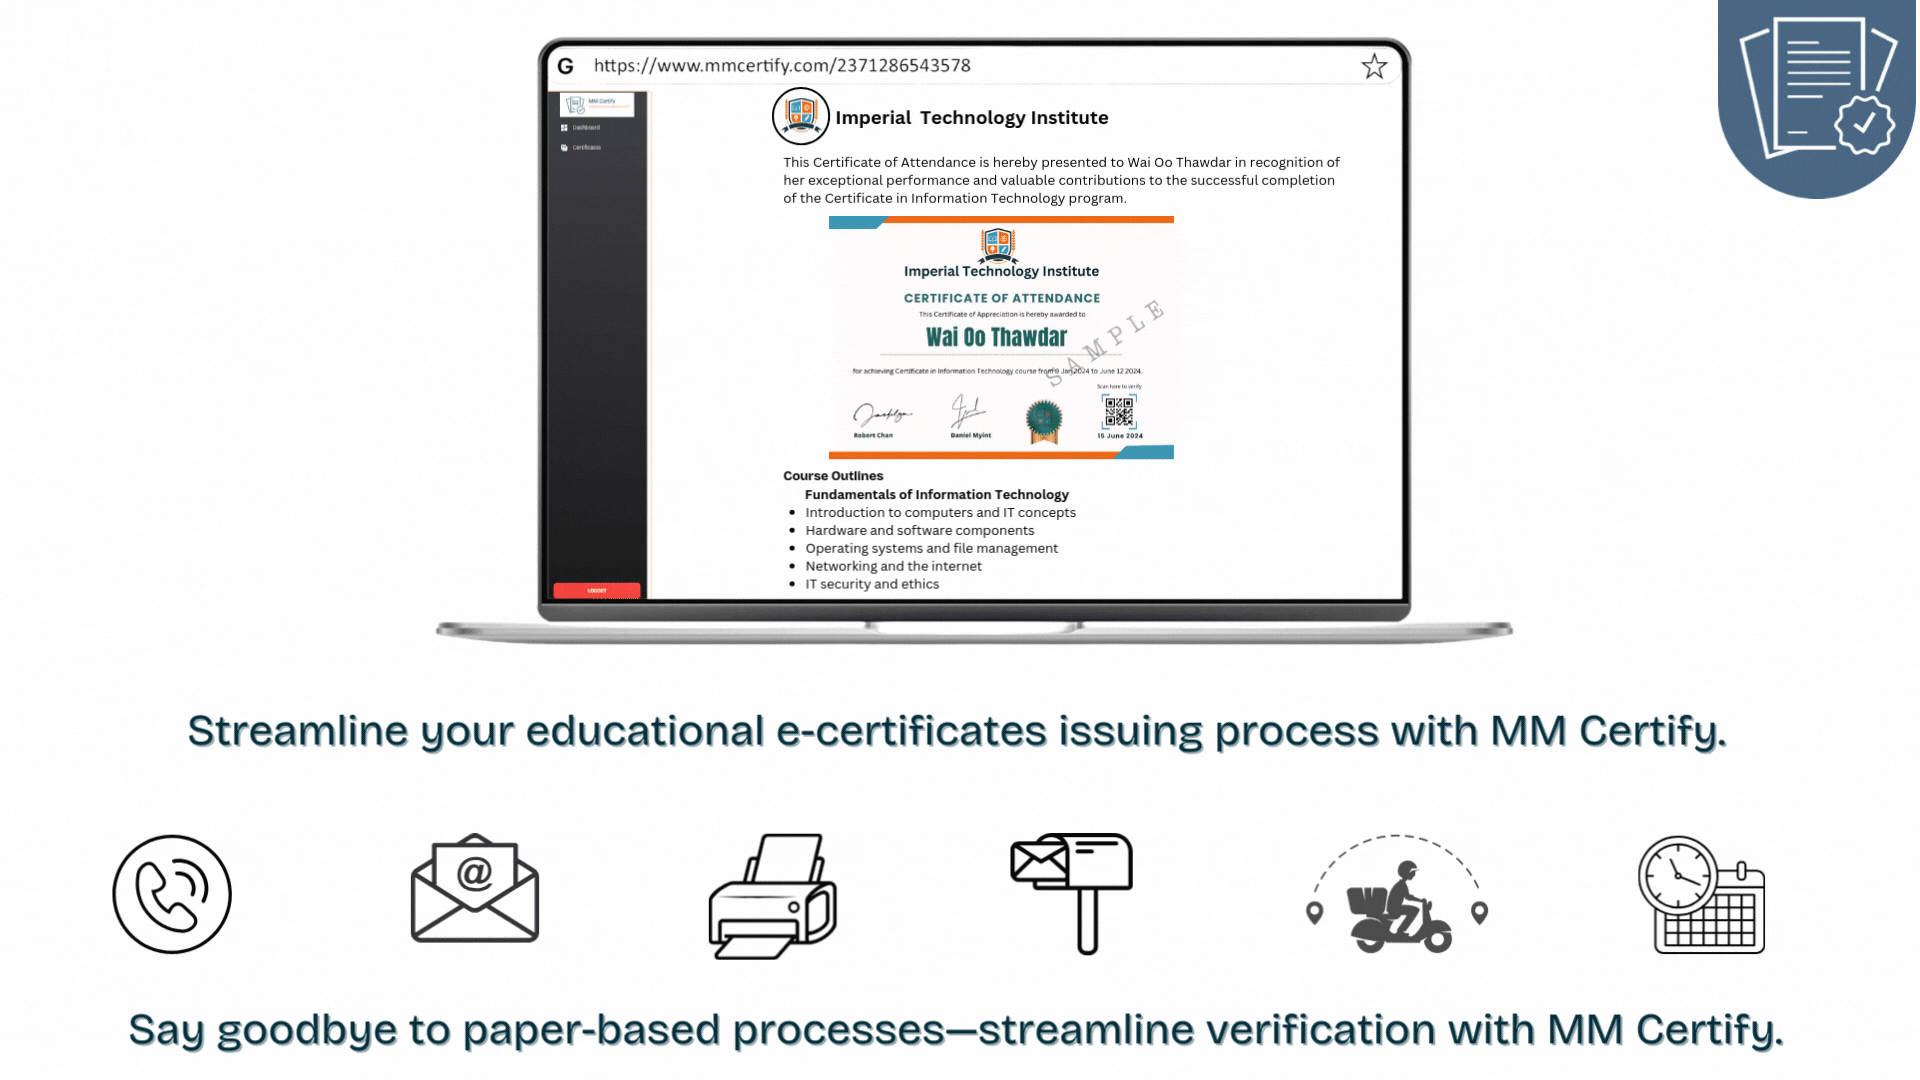 G https://www.mmcertify.com/2371286543578
MM Certify
Dashboard
Certificates
LOGOUT
Imperial Technology Institute
This Certificate of Attendance is hereby presented to Wai Oo Thawdar in recognition of
her exceptional performance and valuable contributions to the successful completion
of the Certificate in Information Technology program.
Imperial Technology Institute
CERTIFICATE OF ATTENDANCE
This Certificate of Appreciation is hereby awarded to
Wai Oo Thawdar
for achieving Certificate in Information Technology course from 9 Jan 2024 to June 12 2024.
SAMPLE
Scan here to verify
Robert Chan
Daniel Myint
15 June 2024
Course Outlines
Fundamentals of Information Technology
• Introduction to computers and IT concepts
• Hardware and software components
• Operating systems and file management
• Networking and the internet
• IT security and ethics
Streamline your educational e-certificates issuing process with MM Certify.
@
Say goodbye to paper-based processes—streamline verification with MM Certify.